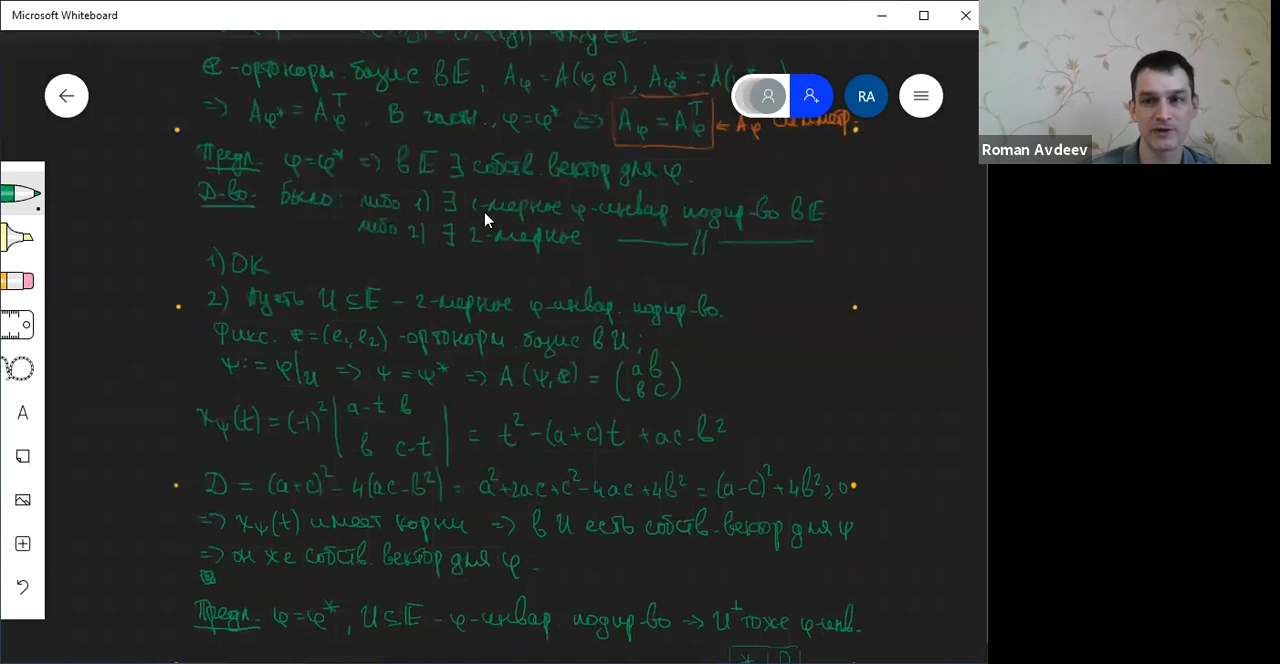 Microsoft Whiteboard
𝕖-ортонорм. базис в 𝔼, A_φ = A(φ, 𝕖), A_φ* = A(
RA
=> A_φ* = A_φ^T. В част., φ=φ* <=> A_φ = A_φ^T ← A_φ
Roman Avdeev
Предл. φ=φ* => в 𝔼 ∃ собств. вектор для φ.
Д-во. Было: либо 1) ∃ 1-мерное φ-инвар. подпр-во в 𝔼
либо 2) ∃ 2-мерное —— // ——
1) ОК
2) Пусть U ⊆ 𝔼 - 2-мерное φ-инвар. подпр-во.
Фикс. 𝕖=(e₁,e₂) -ортонорм. базис в U;
ψ := φ|_U => ψ = ψ* => A(ψ,𝕖) = (a b
b c)
χ_ψ(t) = (-1)² | a-t b
b c-t | = t² -(a+c)t + ac-b²
D = (a+c)² - 4(ac-b²) = a²+2ac+c²-4ac+4b² = (a-c)²+4b² ≥ 0
=> χ_ψ(t) имеет корни => в U есть собств. вектор для ψ
=> он же собств. вектор для φ.
Предл. φ=φ*, U⊆𝔼 - φ-инвар. подпр-во => U^⊥ тоже φ-инв.
A